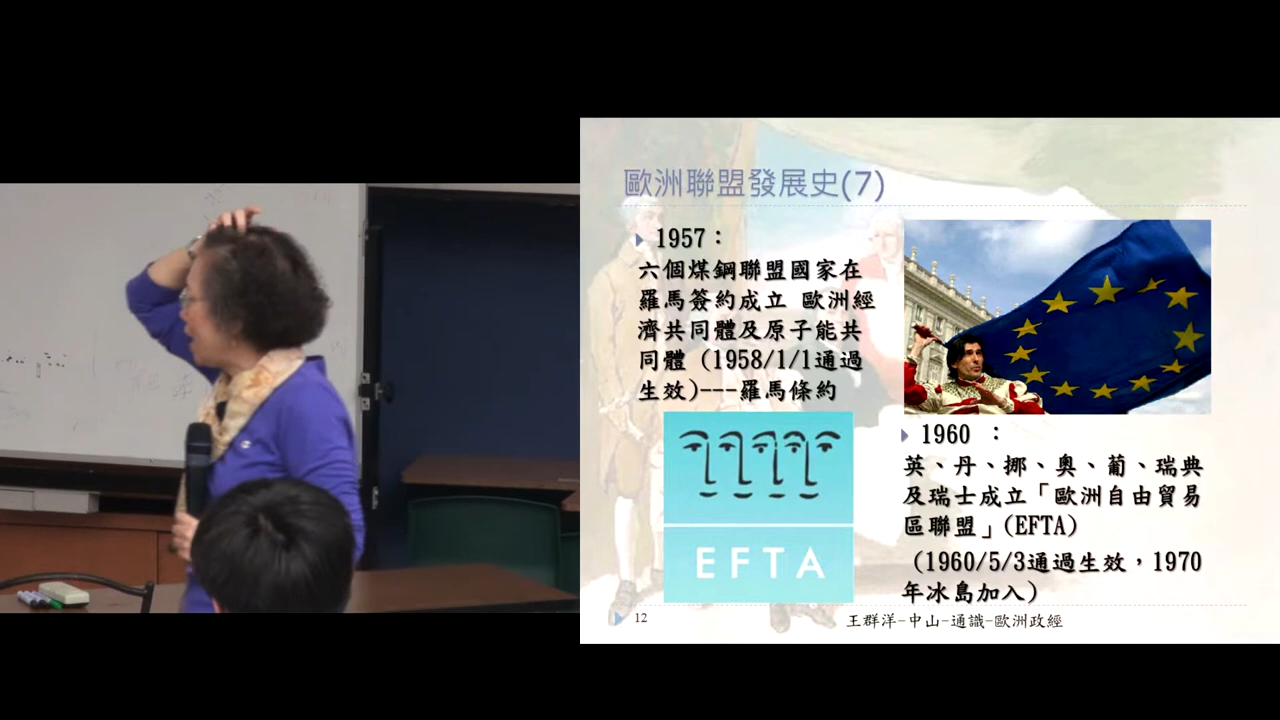 歐洲聯盟發展史(7)
1957：
六個煤鋼聯盟國家在
羅馬簽約成立 歐洲經
濟共同體及原子能共
同體 (1958/1/1通過
生效)---羅馬條約
EFTA
1960 ：
英、丹、挪、奧、葡、瑞典
及瑞士成立「歐洲自由貿易
區聯盟」(EFTA)
(1960/5/3通過生效，1970
年冰島加入)
12
王群洋-中山-通識-歐洲政經